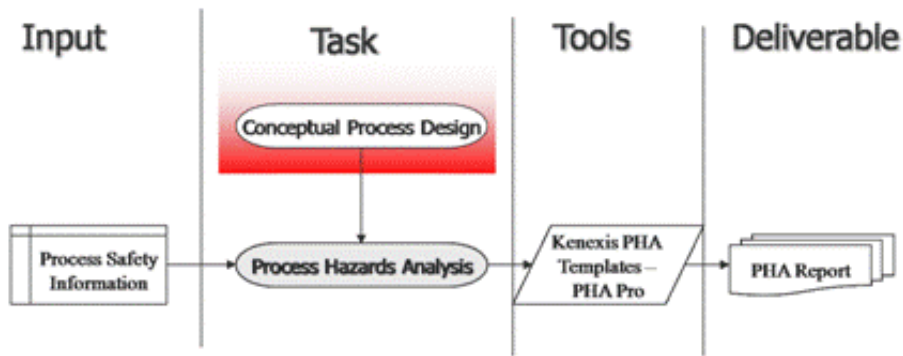 Input
Task
Tools
Deliverable
Conceptual Process Design
Process Safety
Information
Process Hazards Analysis
Kenexis PHA
Templates –
PHA Pro
PHA Report